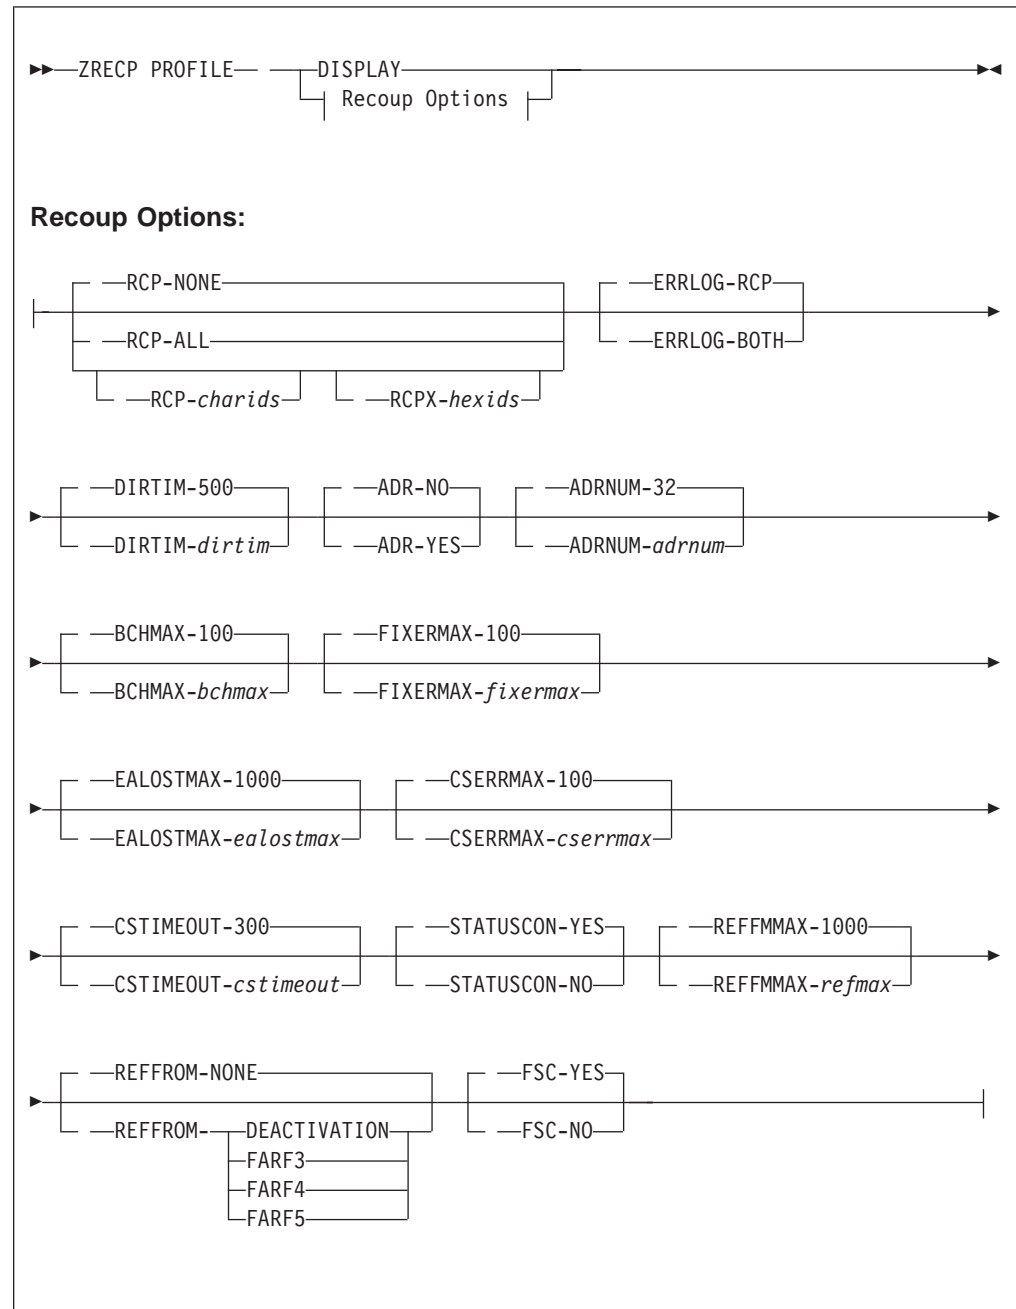 ZRECP PROFILE DISPLAY
Recoup Options
Recoup Options:
RCP-NONE ERRLOG-RCP
RCP-ALL ERRLOG-BOTH
RCP-charids RCPX-hexids
DIRTIM-500 ADR-NO ADRNUM-32
DIRTIM-dirtim ADR-YES ADRNUM-adrnum
BCHMAX-100 FIXERMAX-100
BCHMAX-bchmax FIXERMAX-fixermax
EALOSTMAX-1000 CSERRMAX-100
EALOSTMAX-ealostmax CSERRMAX-cserrmax
CSTIMEOUT-300 STATUSCON-YES REFFMMAX-1000
CSTIMEOUT-cstimeout STATUSCON-NO REFFMMAX-refmax
REFFROM-NONE FSC-YES
REFFROM- DEACTIVATION FSC-NO
FARF3
FARF4
FARF5